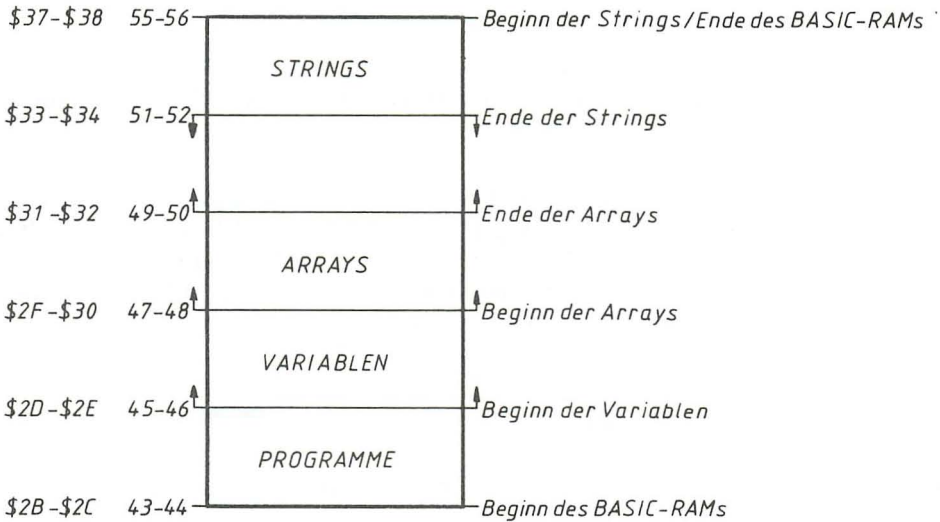 $37-$38 55-56 Beginn der Strings/Ende des BASIC-RAMs
STRINGS
$33-$34 51-52 Ende der Strings
$31-$32 49-50 Ende der Arrays
ARRAYS
$2F-$30 47-48 Beginn der Arrays
VARIABLEN
$2D-$2E 45-46 Beginn der Variablen
PROGRAMME
$2B-$2C 43-44 Beginn des BASIC-RAMs